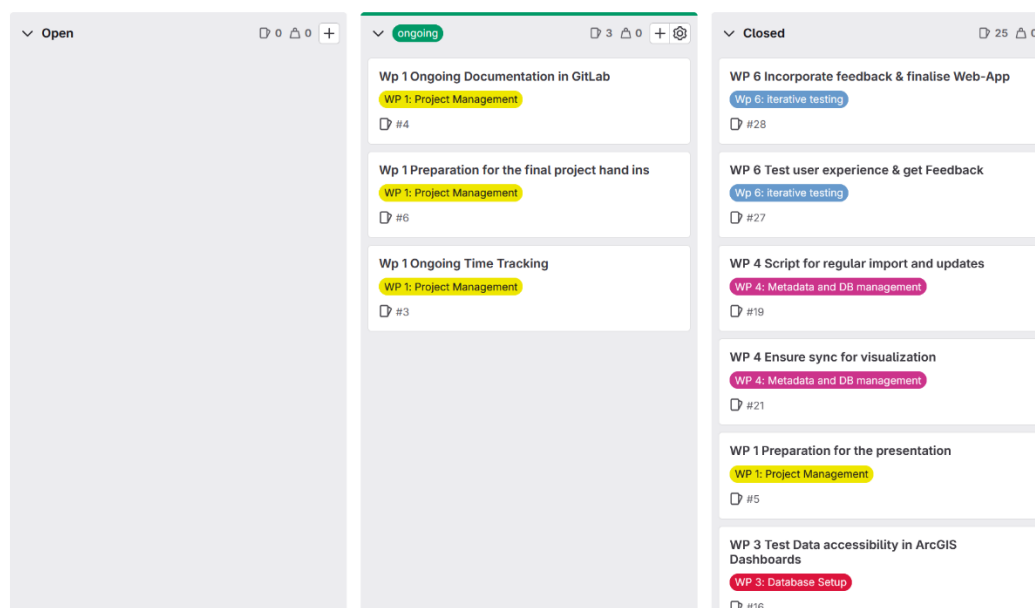 Open 0 0
ongoing 3 0
Wp 1 Ongoing Documentation in GitLab
WP 1: Project Management
#4
Wp 1 Preparation for the final project hand ins
WP 1: Project Management
#6
Wp 1 Ongoing Time Tracking
WP 1: Project Management
#3
Closed 25 0
WP 6 Incorporate feedback & finalise Web-App
Wp 6: iterative testing
#28
WP 6 Test user experience & get Feedback
Wp 6: iterative testing
#27
WP 4 Script for regular import and updates
WP 4: Metadata and DB management
#19
WP 4 Ensure sync for visualization
WP 4: Metadata and DB management
#21
WP 1 Preparation for the presentation
WP 1: Project Management
#5
WP 3 Test Data accessibility in ArcGIS
Dashboards
WP 3: Database Setup
#16